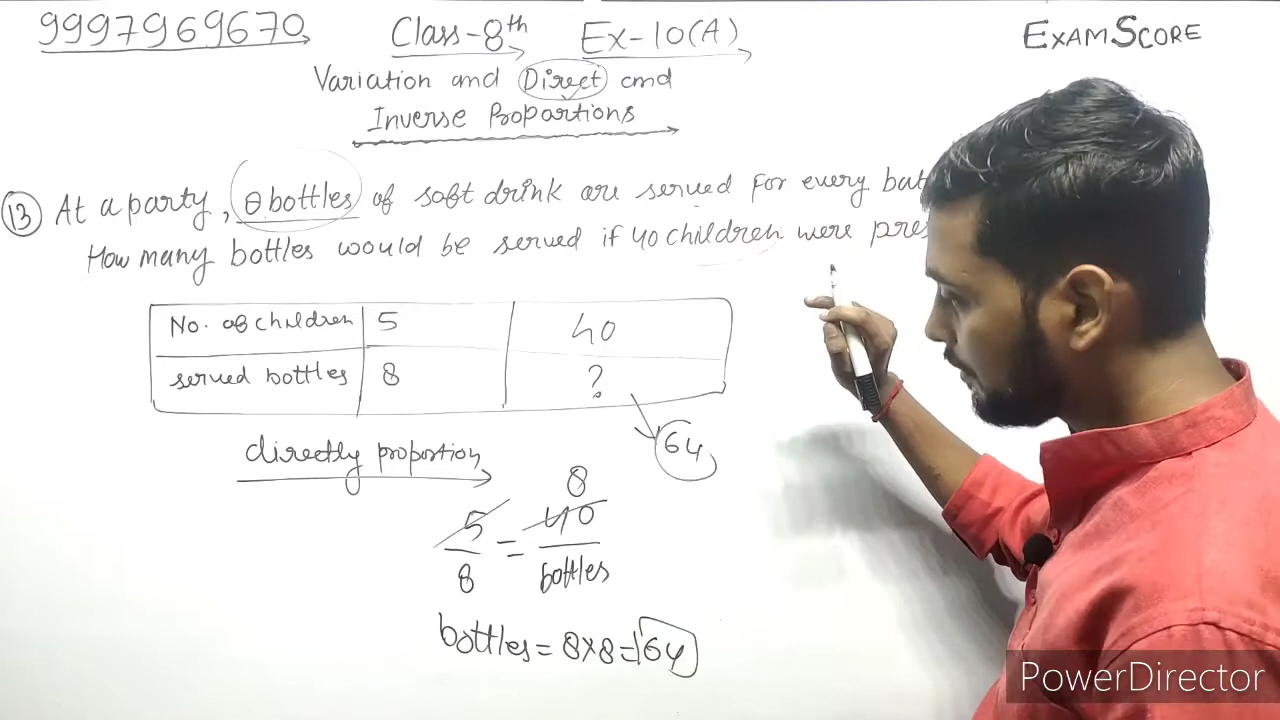 9997969670
Class-8th
Ex-10(A)
EXAMSCORE
Variation and Direct and
Inverse Proportions
13 At a party, 8 bottles of soft drink are served for every
How many bottles would be served if 40 children were
No. of children 5 40
served bottles 8 ?
64
directly proportion
8
5 = 40
8 bottles
bottles = 8×8 = 64
PowerDirector